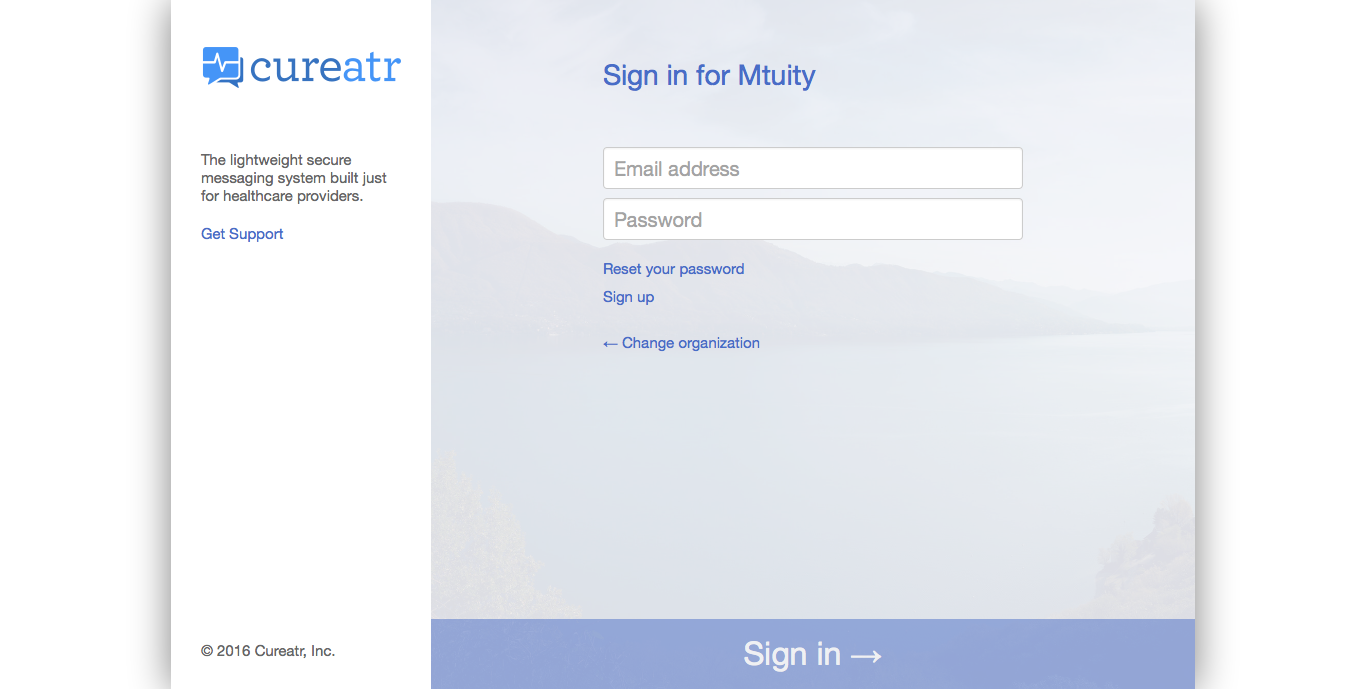 cureatr
The lightweight secure
messaging system built just
for healthcare providers.
Get Support
© 2016 Cureatr, Inc.
Sign in for Mtuity
Email address
Password
Reset your password
Sign up
← Change organization
Sign in →